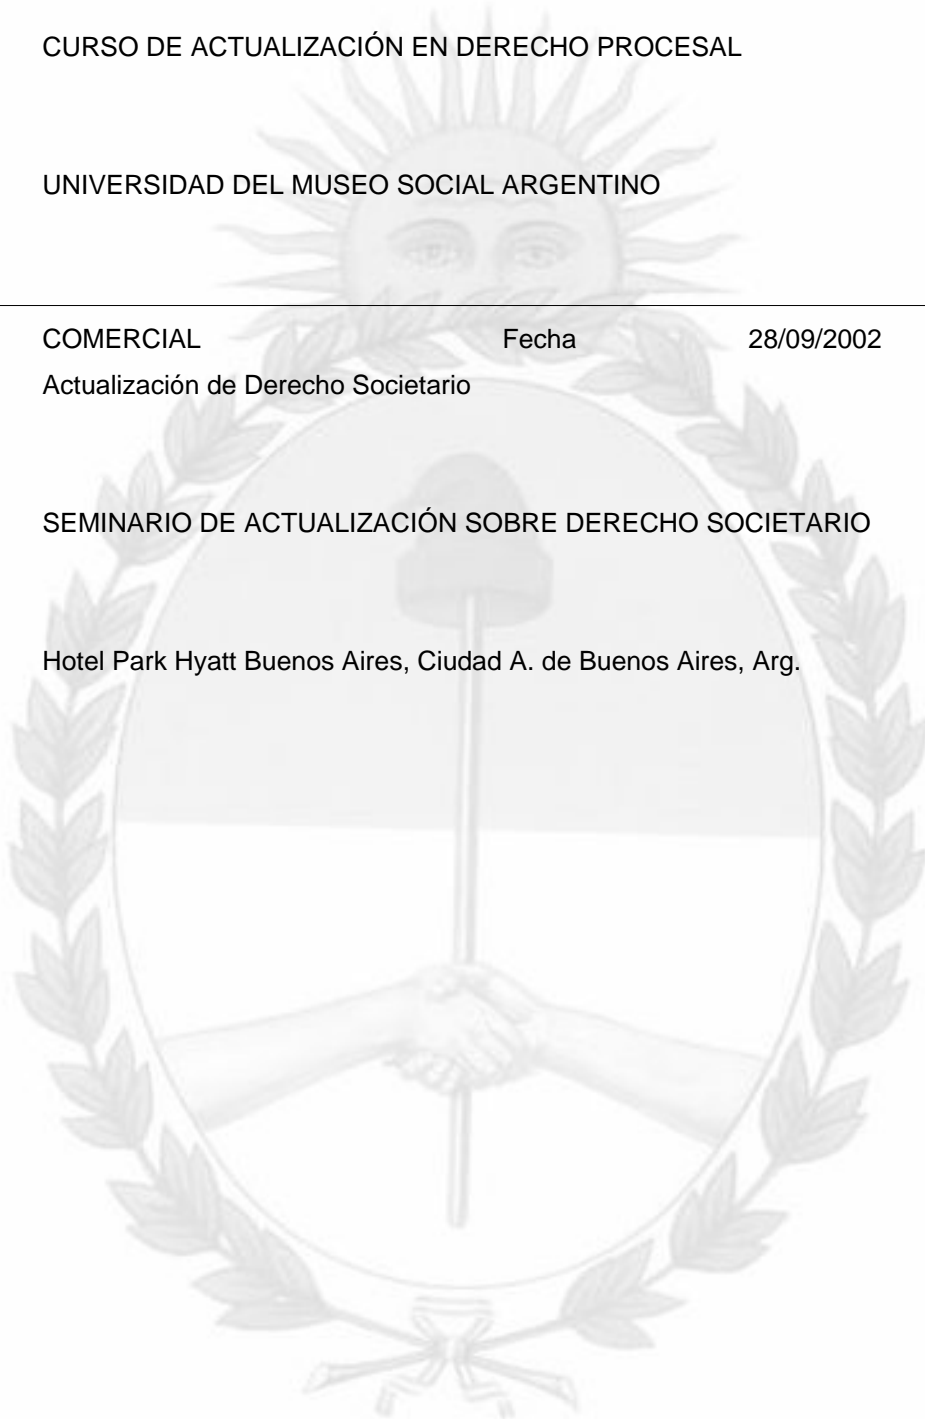 CURSO DE ACTUALIZACIÓN EN DERECHO PROCESAL
UNIVERSIDAD DEL MUSEO SOCIAL ARGENTINO
COMERCIAL Fecha 28/09/2002
Actualización de Derecho Societario
SEMINARIO DE ACTUALIZACIÓN SOBRE DERECHO SOCIETARIO
Hotel Park Hyatt Buenos Aires, Ciudad A. de Buenos Aires, Arg.